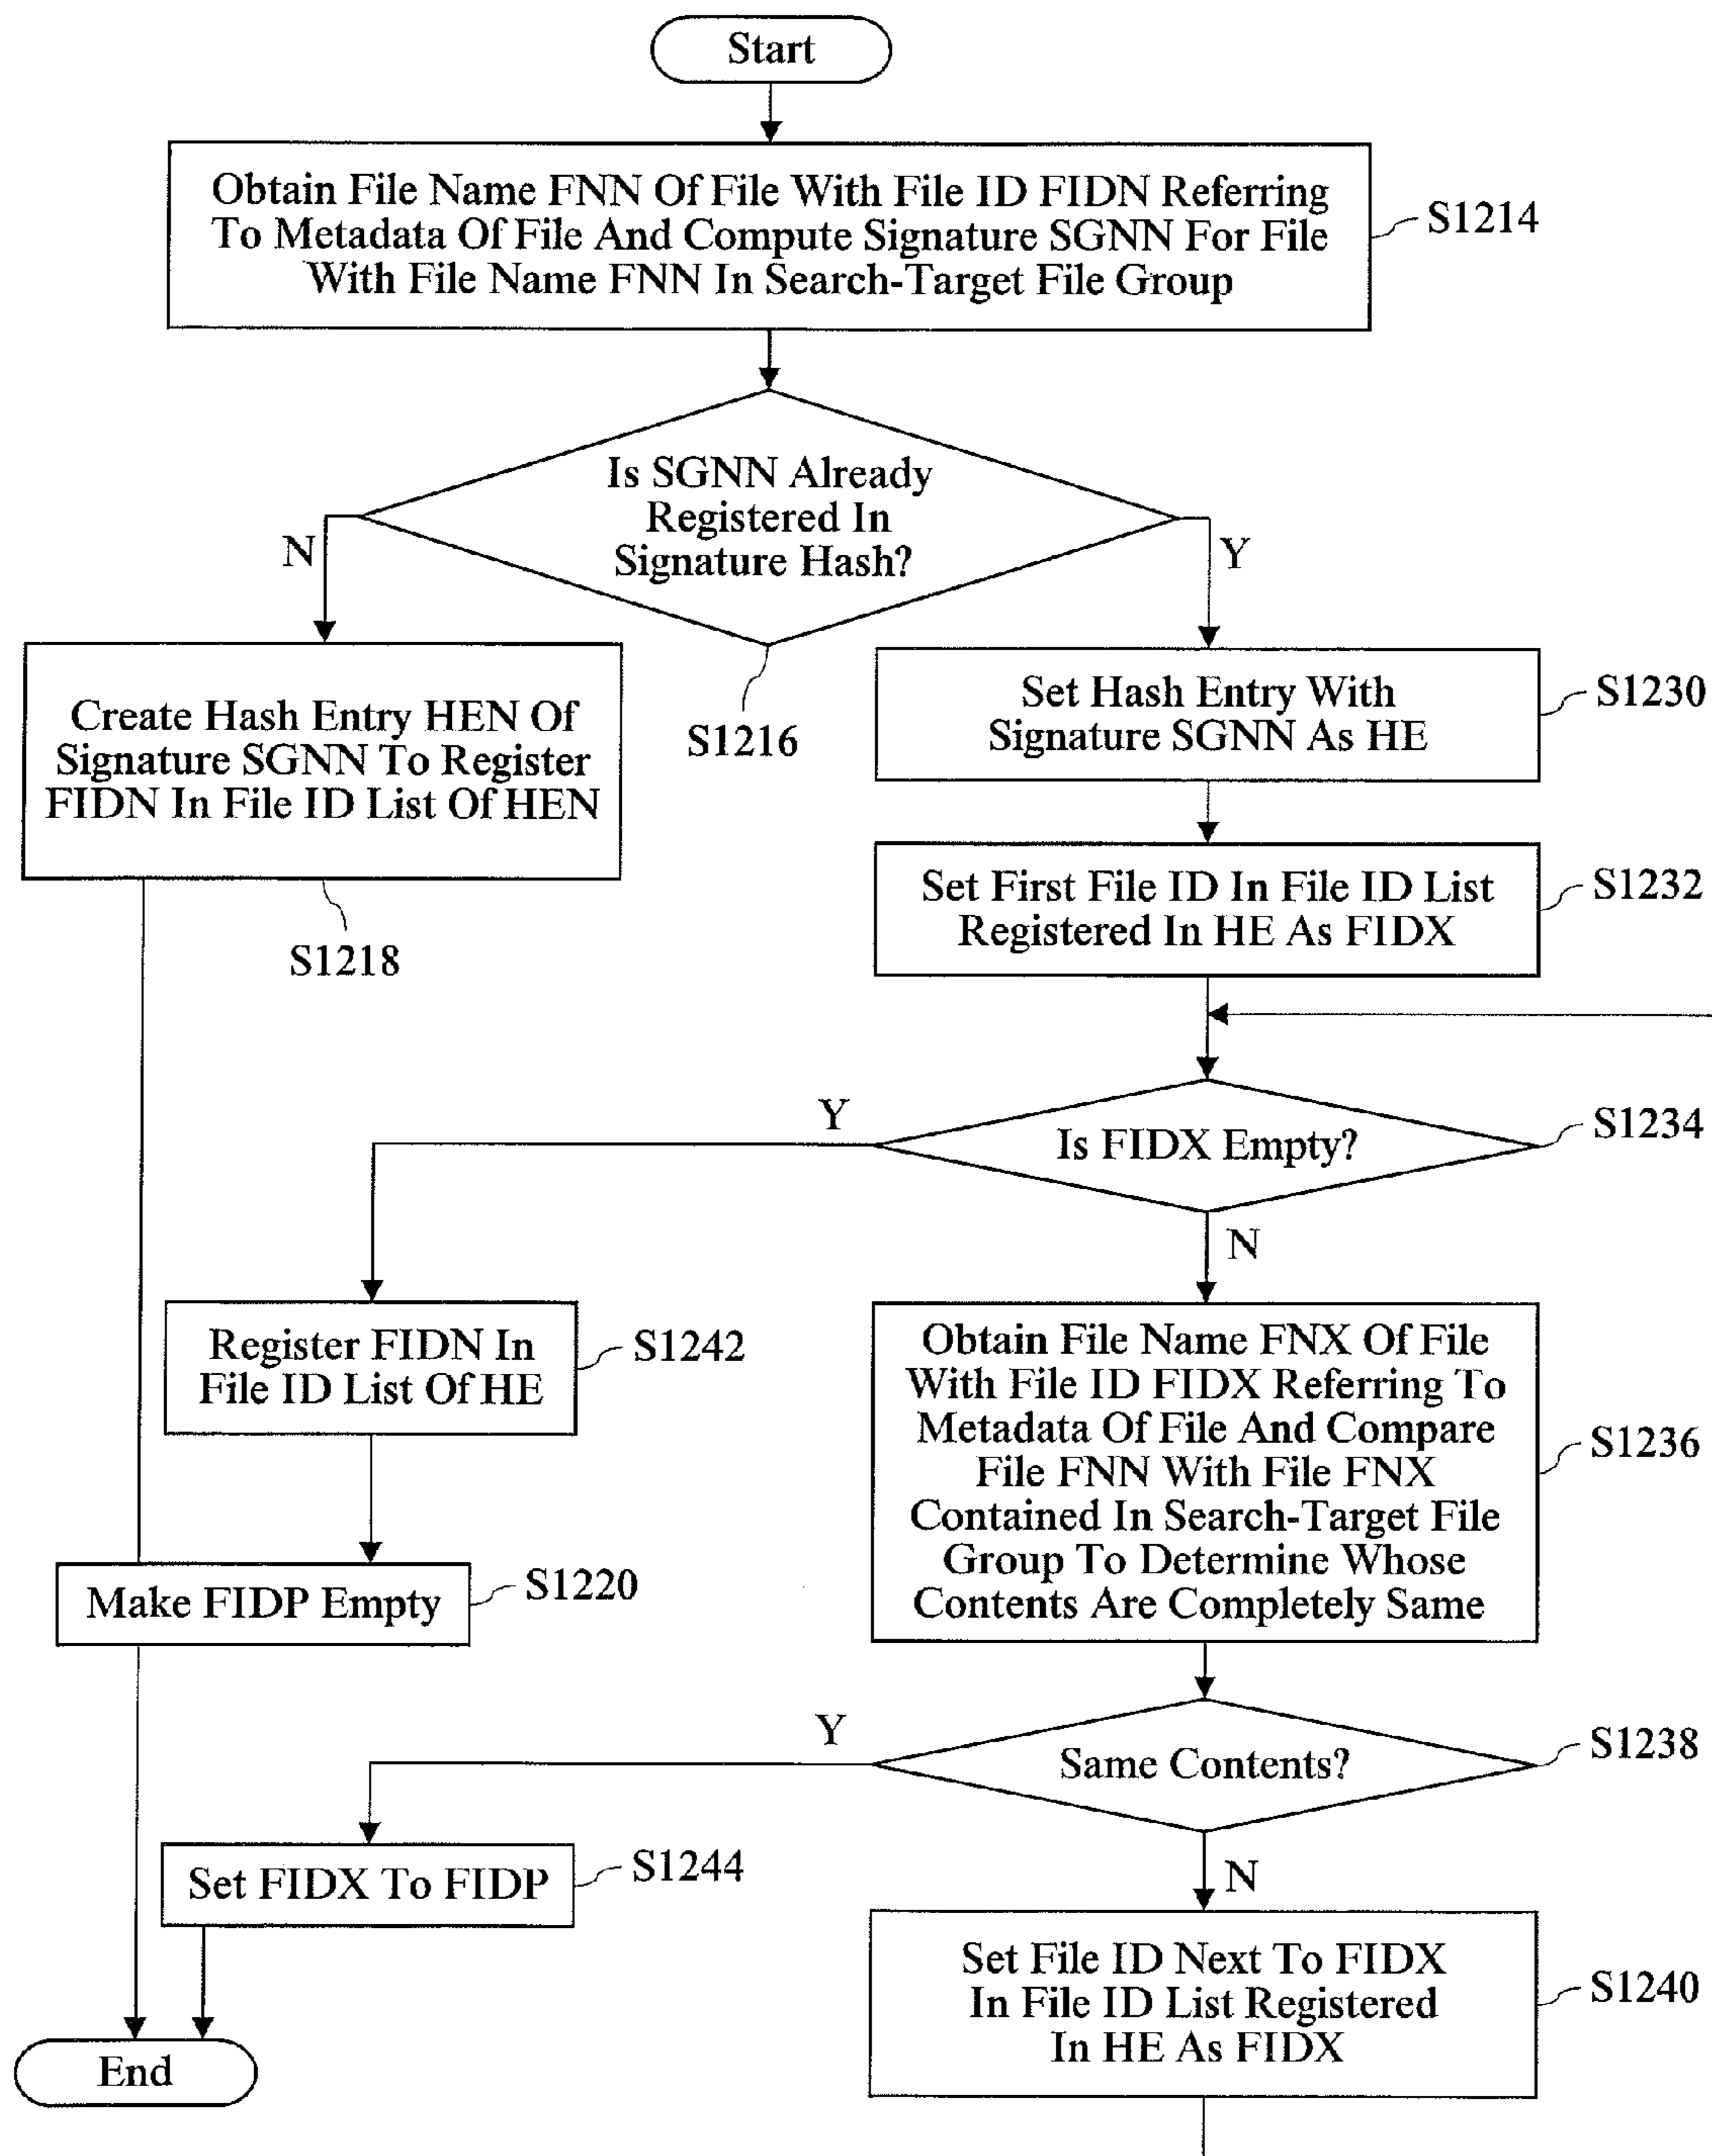 Start
Obtain File Name FNN Of File With File ID FIDN Referring
To Metadata Of File And Compute Signature SGNN For File
With File Name FNN In Search-Target File Group
S1214
Is SGNN Already
Registered In
Signature Hash?
N
Y
S1216
Create Hash Entry HEN Of
Signature SGNN To Register
FIDN In File ID List Of HEN
S1218
Set Hash Entry With
Signature SGNN As HE
S1230
Set First File ID In File ID List
Registered In HE As FIDX
S1232
Is FIDX Empty?
S1234
Y
N
Register FIDN In
File ID List Of HE
S1242
Make FIDP Empty
S1220
Obtain File Name FNX Of File
With File ID FIDX Referring To
Metadata Of File And Compare
File FNN With File FNX
Contained In Search-Target File
Group To Determine Whose
Contents Are Completely Same
S1236
Same Contents?
S1238
Y
N
Set FIDX To FIDP
S1244
Set File ID Next To FIDX
In File ID List Registered
In HE As FIDX
S1240
End